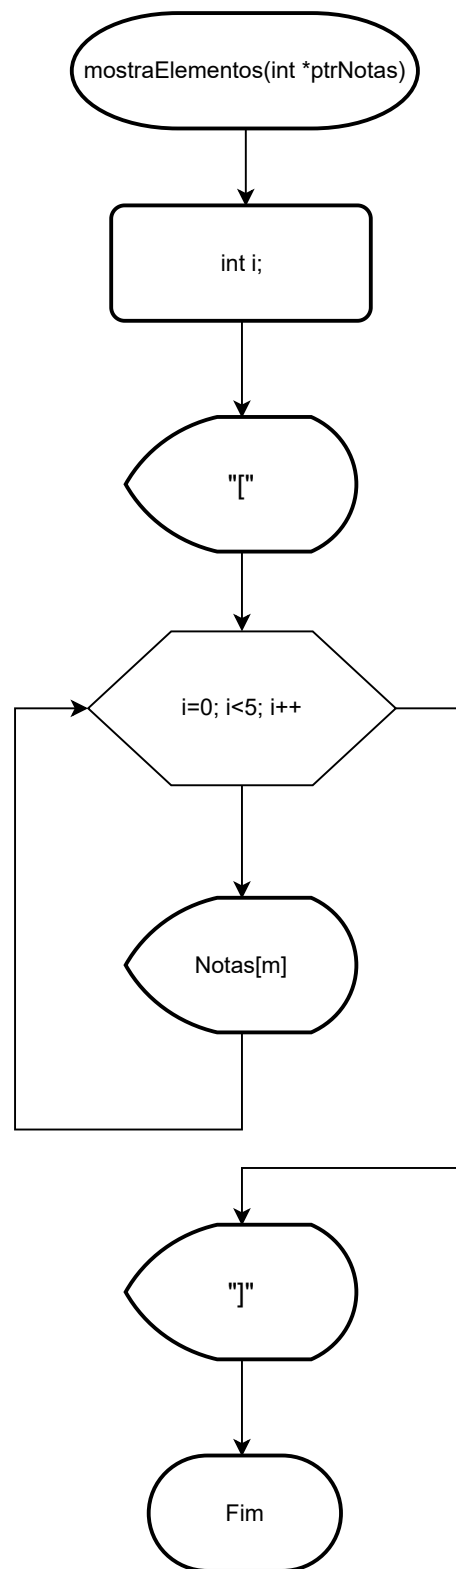 mostraElementos(int *ptrNotas)
int i;
"["
i=0; i<5; i++
Notas[m]
"]"
Fim